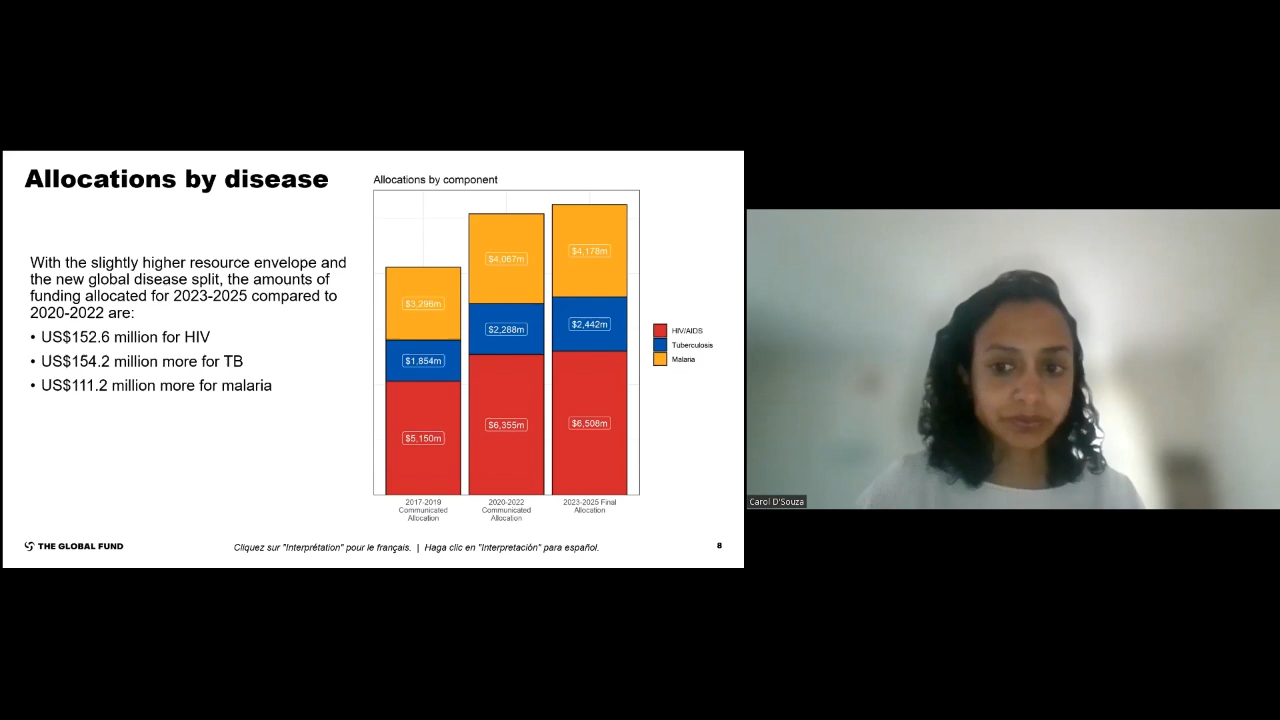 Allocations by disease
With the slightly higher resource envelope and
the new global disease split, the amounts of
funding allocated for 2023-2025 compared to
2020-2022 are:
• US$152.6 million for HIV
• US$154.2 million more for TB
• US$111.2 million more for malaria
Allocations by component
$3,296m
$1,854m
$5,150m
$4,067m
$2,288m
$6,355m
$4,178m
$2,442m
$6,508m
HIV/AIDS
Tuberculosis
Malaria
2017-2019
Communicated
Allocation
2020-2022
Communicated
Allocation
2023-2025 Final
Allocation
THE GLOBAL FUND
Cliquez sur "Interprétation" pour le français. | Haga clic en "Interpretación" para español.
8
Carol D'Souza